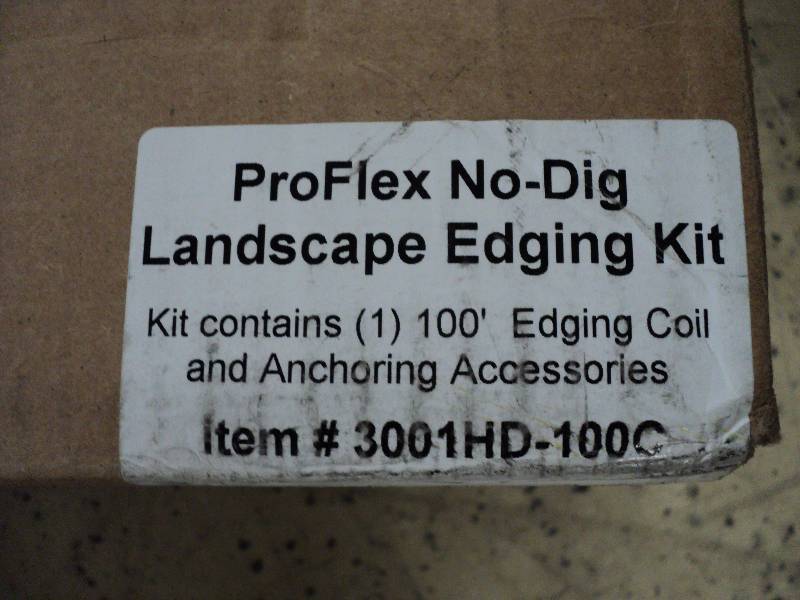 ProFlex No-Dig
Landscape Edging Kit
Kit contains (1) 100' Edging Coil
and Anchoring Accessories
Item # 3001HD-100C